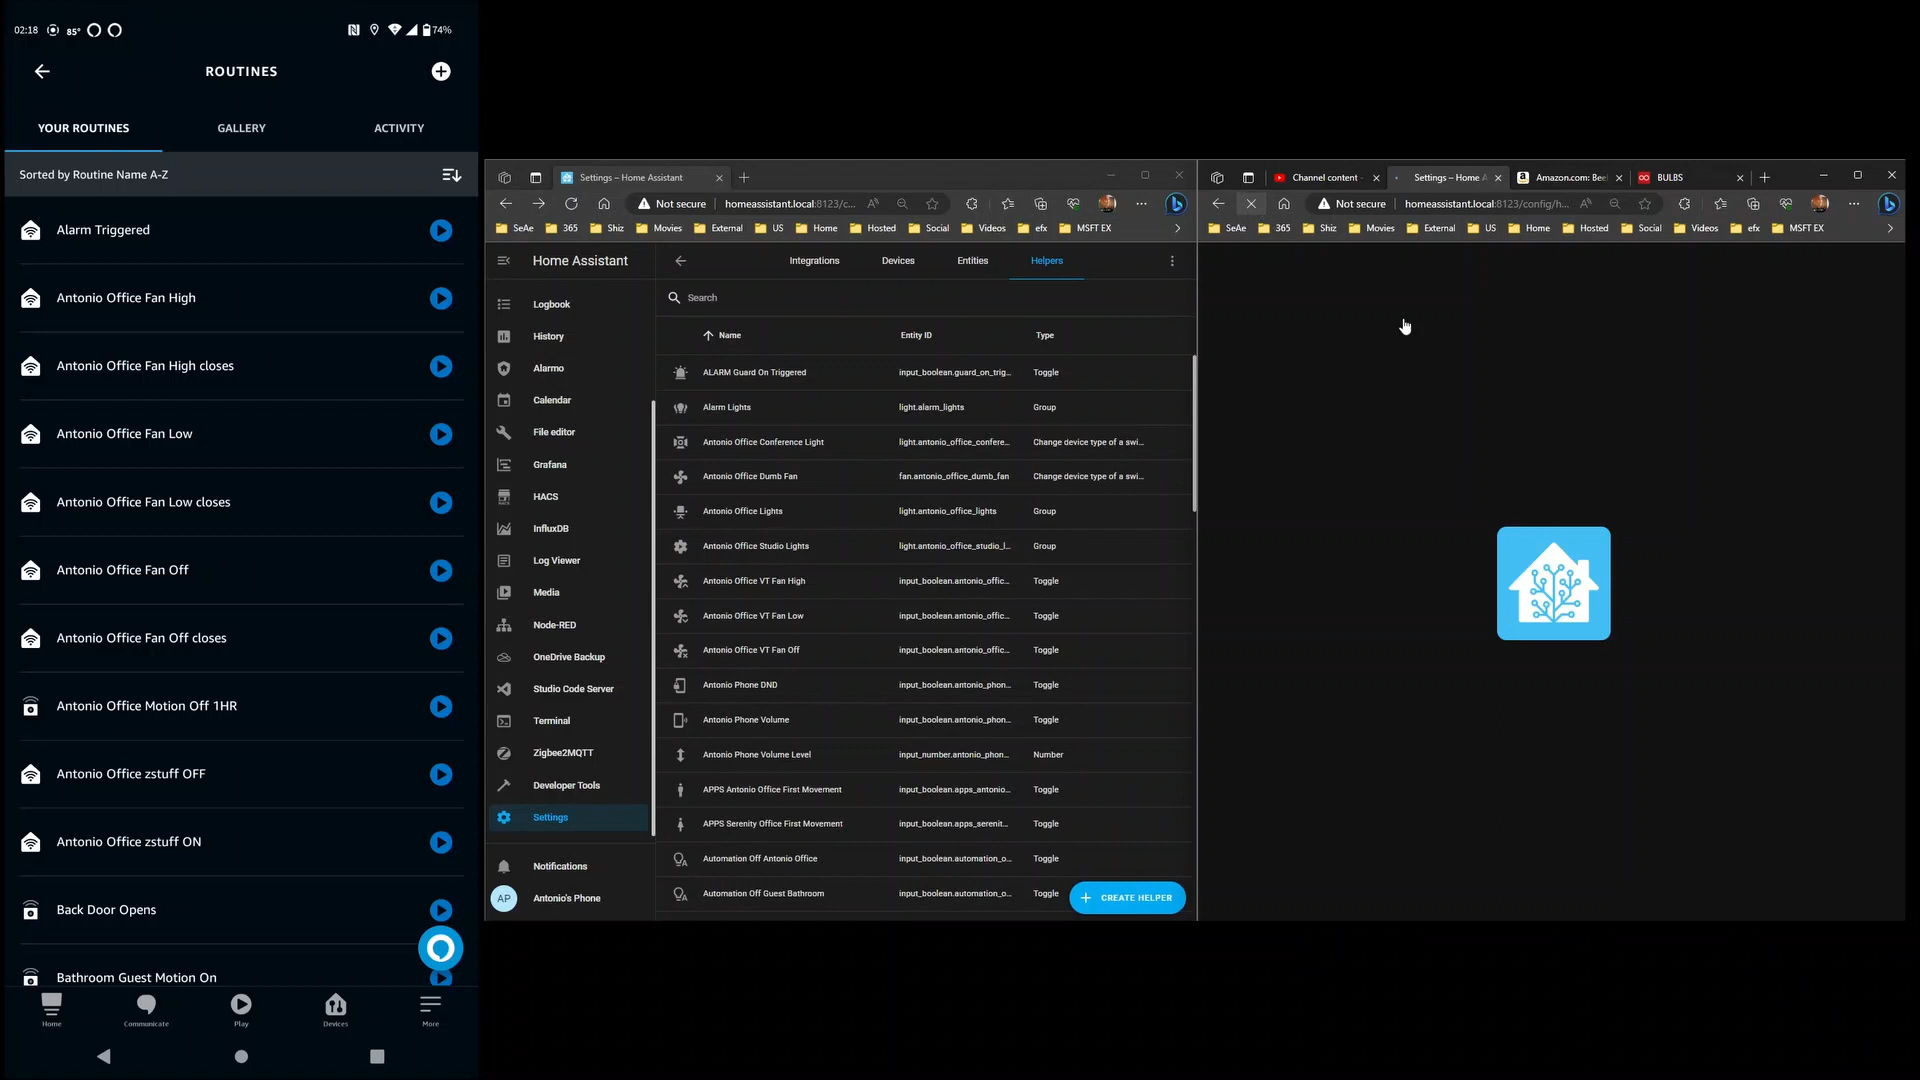 02:18 85° 74%
ROUTINES
YOUR ROUTINES GALLERY ACTIVITY
Sorted by Routine Name A-Z
Alarm Triggered
Antonio Office Fan High
Antonio Office Fan High closes
Antonio Office Fan Low
Antonio Office Fan Low closes
Antonio Office Fan Off
Antonio Office Fan Off closes
Antonio Office Motion Off 1HR
Antonio Office zstuff OFF
Antonio Office zstuff ON
Back Door Opens
Bathroom Guest Motion On
Home Communicate Play Devices More
Settings – Home Assistant
Not secure homeassistant.local:8123/c...
SeAe 365 Shiz Movies External US Home Hosted Social Videos efx MSFT EX
Home Assistant
Logbook
History
Alarmo
Calendar
File editor
Grafana
HACS
InfluxDB
Log Viewer
Media
Node-RED
OneDrive Backup
Studio Code Server
Terminal
Zigbee2MQTT
Developer Tools
Settings
Notifications
AP Antonio's Phone
Integrations Devices Entities Helpers
Search
Name Entity ID Type
ALARM Guard On Triggered input_boolean.guard_on_trig... Toggle
Alarm Lights light.alarm_lights Group
Antonio Office Conference Light light.antonio_office_confere... Change device type of a swi...
Antonio Office Dumb Fan fan.antonio_office_dumb_fan Change device type of a swi...
Antonio Office Lights light.antonio_office_lights Group
Antonio Office Studio Lights light.antonio_office_studio_l... Group
Antonio Office VT Fan High input_boolean.antonio_offic... Toggle
Antonio Office VT Fan Low input_boolean.antonio_offic... Toggle
Antonio Office VT Fan Off input_boolean.antonio_offic... Toggle
Antonio Phone DND input_boolean.antonio_phon... Toggle
Antonio Phone Volume input_boolean.antonio_phon... Toggle
Antonio Phone Volume Level input_number.antonio_phon... Number
APPS Antonio Office First Movement input_boolean.apps_antonio... Toggle
APPS Serenity Office First Movement input_boolean.apps_serenit... Toggle
Automation Off Antonio Office input_boolean.automation_o... Toggle
Automation Off Guest Bathroom input_boolean.automation_o... Toggle
CREATE HELPER
Channel content - Settings – Home A Amazon.com: Bee BULBS
Not secure homeassistant.local:8123/config/h...
SeAe 365 Shiz Movies External US Home Hosted Social Videos efx MSFT EX